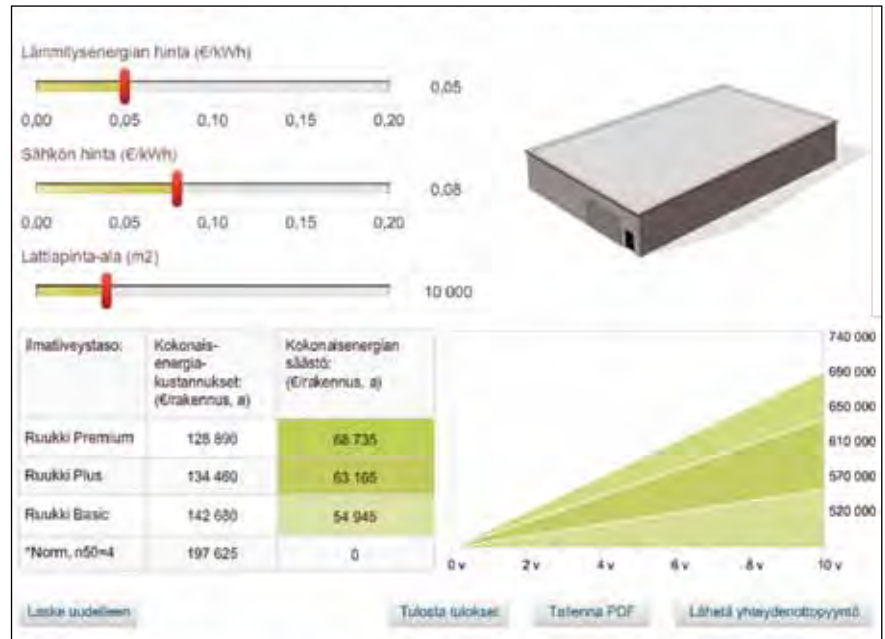 Lämmitysenergian hinta (€/kWh)
0,05
0,00 0,05 0,10 0,15 0,20
Sähkön hinta (€/kWh)
0,08
0,00 0,05 0,10 0,15 0,20
Lattiapinta-ala (m2)
10 000
Ilmatiiveystaso:
Kokonais-
energia-
kustannukset:
(€/rakennus, a)
Kokonaisenergian
säästö:
(€/rakennus, a)
Ruukki Premium 128 890 68 735
Ruukki Plus 134 460 63 165
Ruukki Basic 142 680 54 945
*Norm, n50=4 197 625 0
740 000
690 000
650 000
610 000
570 000
520 000
0 v 2 v 4 v 6 v 8 v 10 v
Laske uudelleen Tulosta tulokset Tallenna PDF Lähetä yhteydenottopyyntö